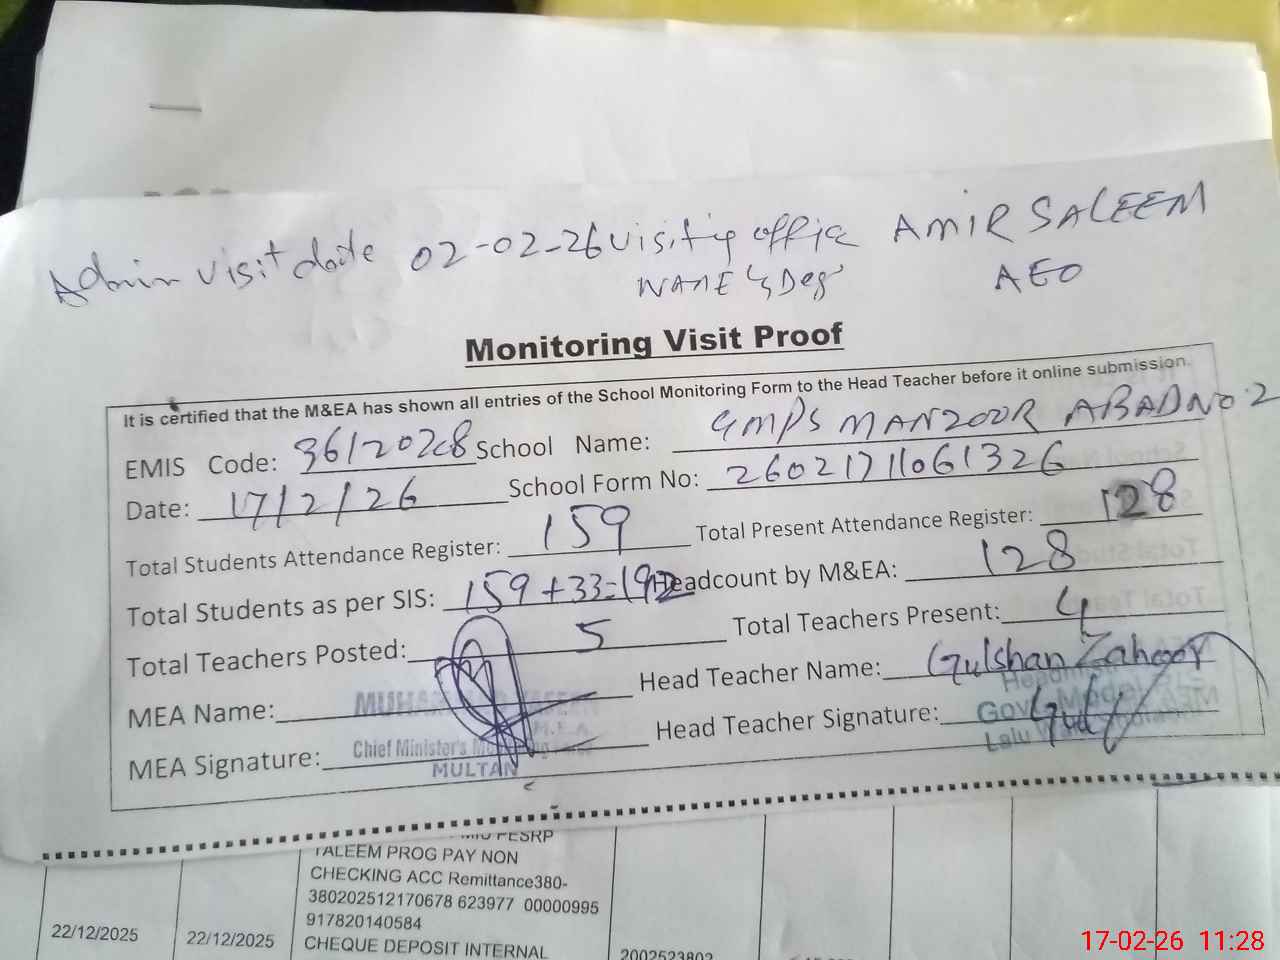 Admin visit date 02-02-26 visitig office AMIR SALEEM
NAME & Deg AEO
Monitoring Visit Proof
It is certified that the M&EA has shown all entries of the School Monitoring Form to the Head Teacher before it online submission.
EMIS Code: 36120208 School Name: GMPS MANZOOR ABAD NO.2
Date: 17/2/26 School Form No: 26021711061326
Total Students Attendance Register: 159 Total Present Attendance Register: 128
Total Students as per SIS: 159+33=192 Headcount by M&EA: 128
Total Teachers Posted: 5 Total Teachers Present: 4
MEA Name: Head Teacher Name: Gulshan Zahoor
MEA Signature: Head Teacher Signature:
Chief Minister's
MULTAN
TALEEM PROG PAY NON
CHECKING ACC Remittance380-
380202512170678 623977 00000995
917820140584
22/12/2025 22/12/2025 CHEQUE DEPOSIT INTERNAL
2002523802
17-02-26 11:28